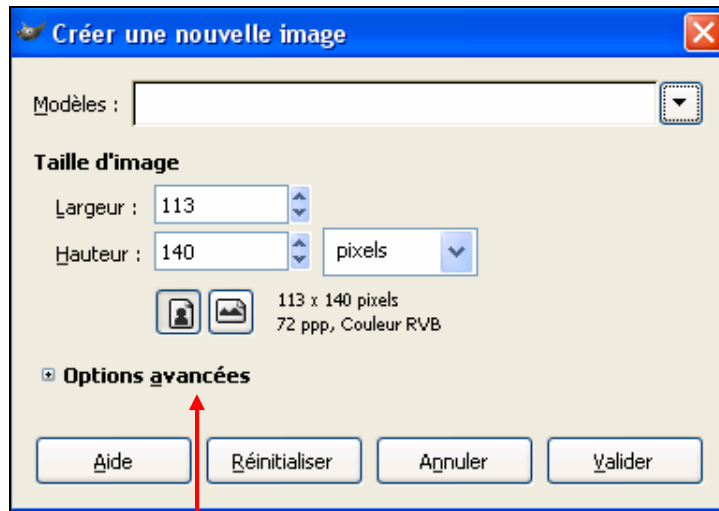 Créer une nouvelle image
Modèles :
Taille d'image
Largeur : 113
Hauteur : 140 pixels
113 x 140 pixels
72 ppp, Couleur RVB
Options avancées
Aide Réinitialiser Annuler Valider